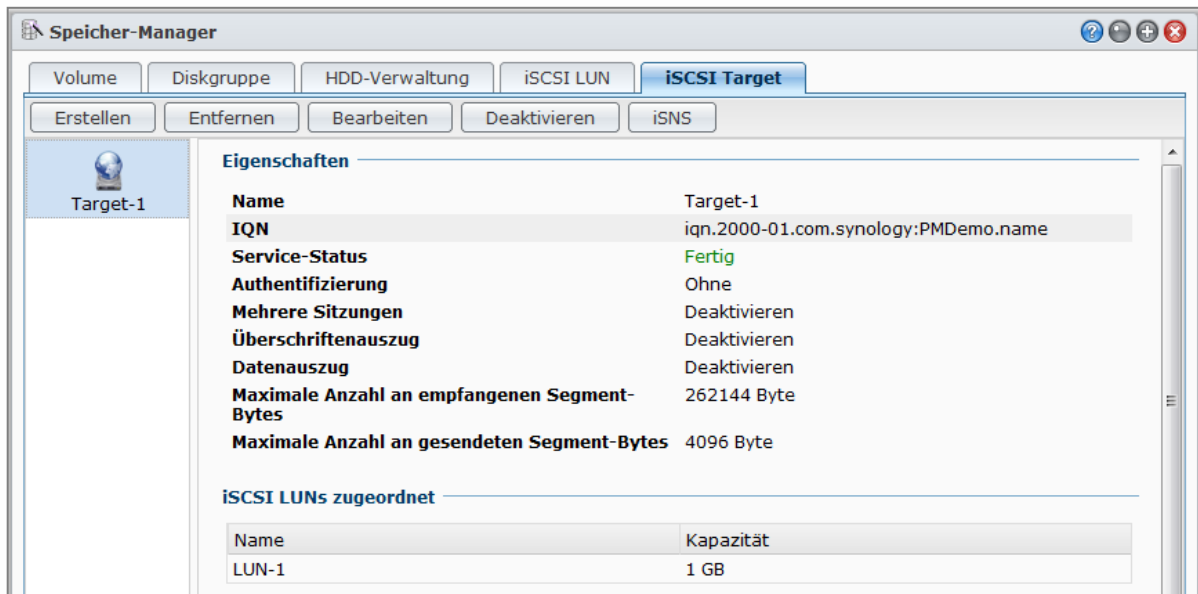 Speicher-Manager
Volume Diskgruppe HDD-Verwaltung iSCSI LUN iSCSI Target
Erstellen Entfernen Bearbeiten Deaktivieren iSNS
Target-1
Eigenschaften
Name Target-1
IQN iqn.2000-01.com.synology:PMDemo.name
Service-Status Fertig
Authentifizierung Ohne
Mehrere Sitzungen Deaktivieren
Überschriftenauszug Deaktivieren
Datenauszug Deaktivieren
Maximale Anzahl an empfangenen Segment- 262144 Byte
Bytes
Maximale Anzahl an gesendeten Segment-Bytes 4096 Byte
iSCSI LUNs zugeordnet
Name Kapazität
LUN-1 1 GB